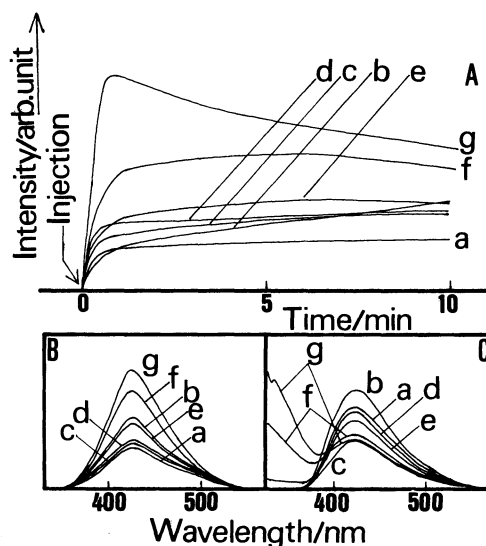 Intensity/arb.unit
Injection
d c b e A
g
f
a
0 5 10
Time/min
B
g
f
b
e
d
c
a
C
g
b
a
d
f
e
c
400 500 400 500
Wavelength/nm